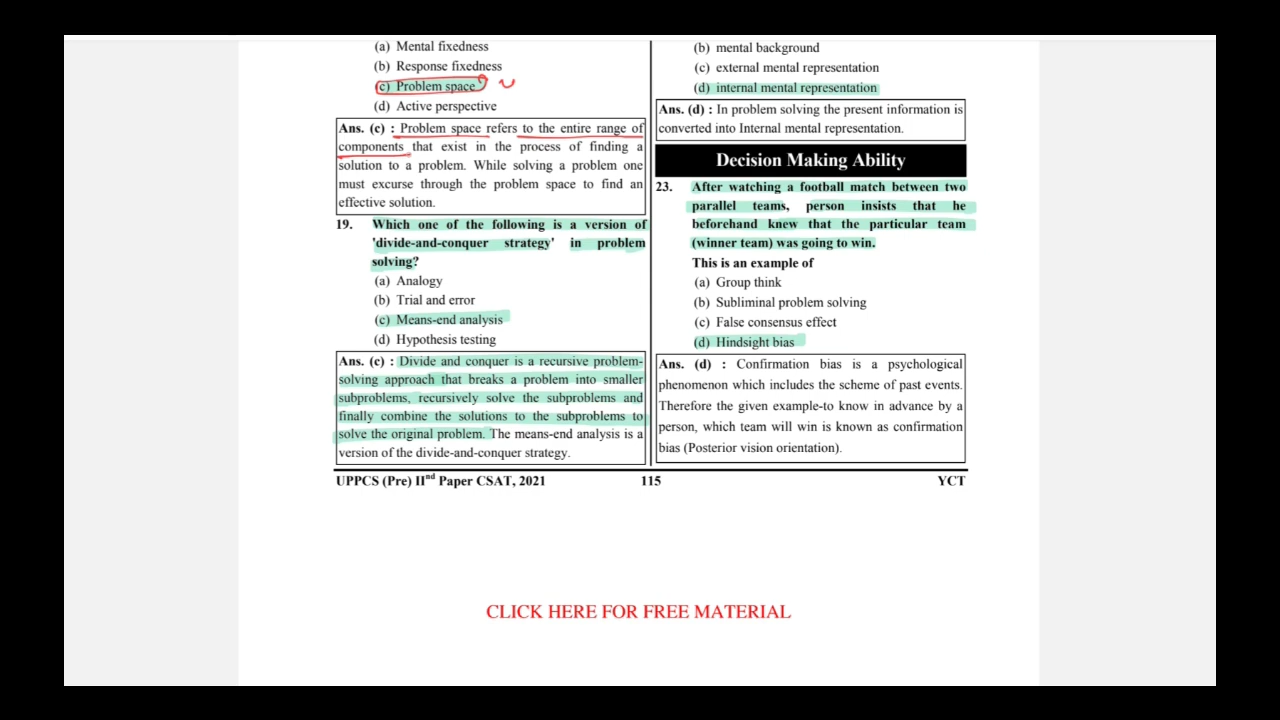 (a) Mental fixedness
(b) Response fixedness
(c) Problem space
(d) Active perspective
Ans. (c) : Problem space refers to the entire range of
components that exist in the process of finding a
solution to a problem. While solving a problem one
must excurse through the problem space to find an
effective solution.
19. Which one of the following is a version of
'divide-and-conquer strategy' in problem
solving?
(a) Analogy
(b) Trial and error
(c) Means-end analysis
(d) Hypothesis testing
Ans. (c) : Divide and conquer is a recursive problem-
solving approach that breaks a problem into smaller
subproblems, recursively solve the subproblems and
finally combine the solutions to the subproblems to
solve the original problem. The means-end analysis is a
version of the divide-and-conquer strategy.
(b) mental background
(c) external mental representation
(d) internal mental representation
Ans. (d) : In problem solving the present information is
converted into Internal mental representation.
Decision Making Ability
23. After watching a football match between two
parallel teams, person insists that he
beforehand knew that the particular team
(winner team) was going to win.
This is an example of
(a) Group think
(b) Subliminal problem solving
(c) False consensus effect
(d) Hindsight bias
Ans. (d) : Confirmation bias is a psychological
phenomenon which includes the scheme of past events.
Therefore the given example-to know in advance by a
person, which team will win is known as confirmation
bias (Posterior vision orientation).
UPPCS (Pre) IInd Paper CSAT, 2021 115 YCT
CLICK HERE FOR FREE MATERIAL